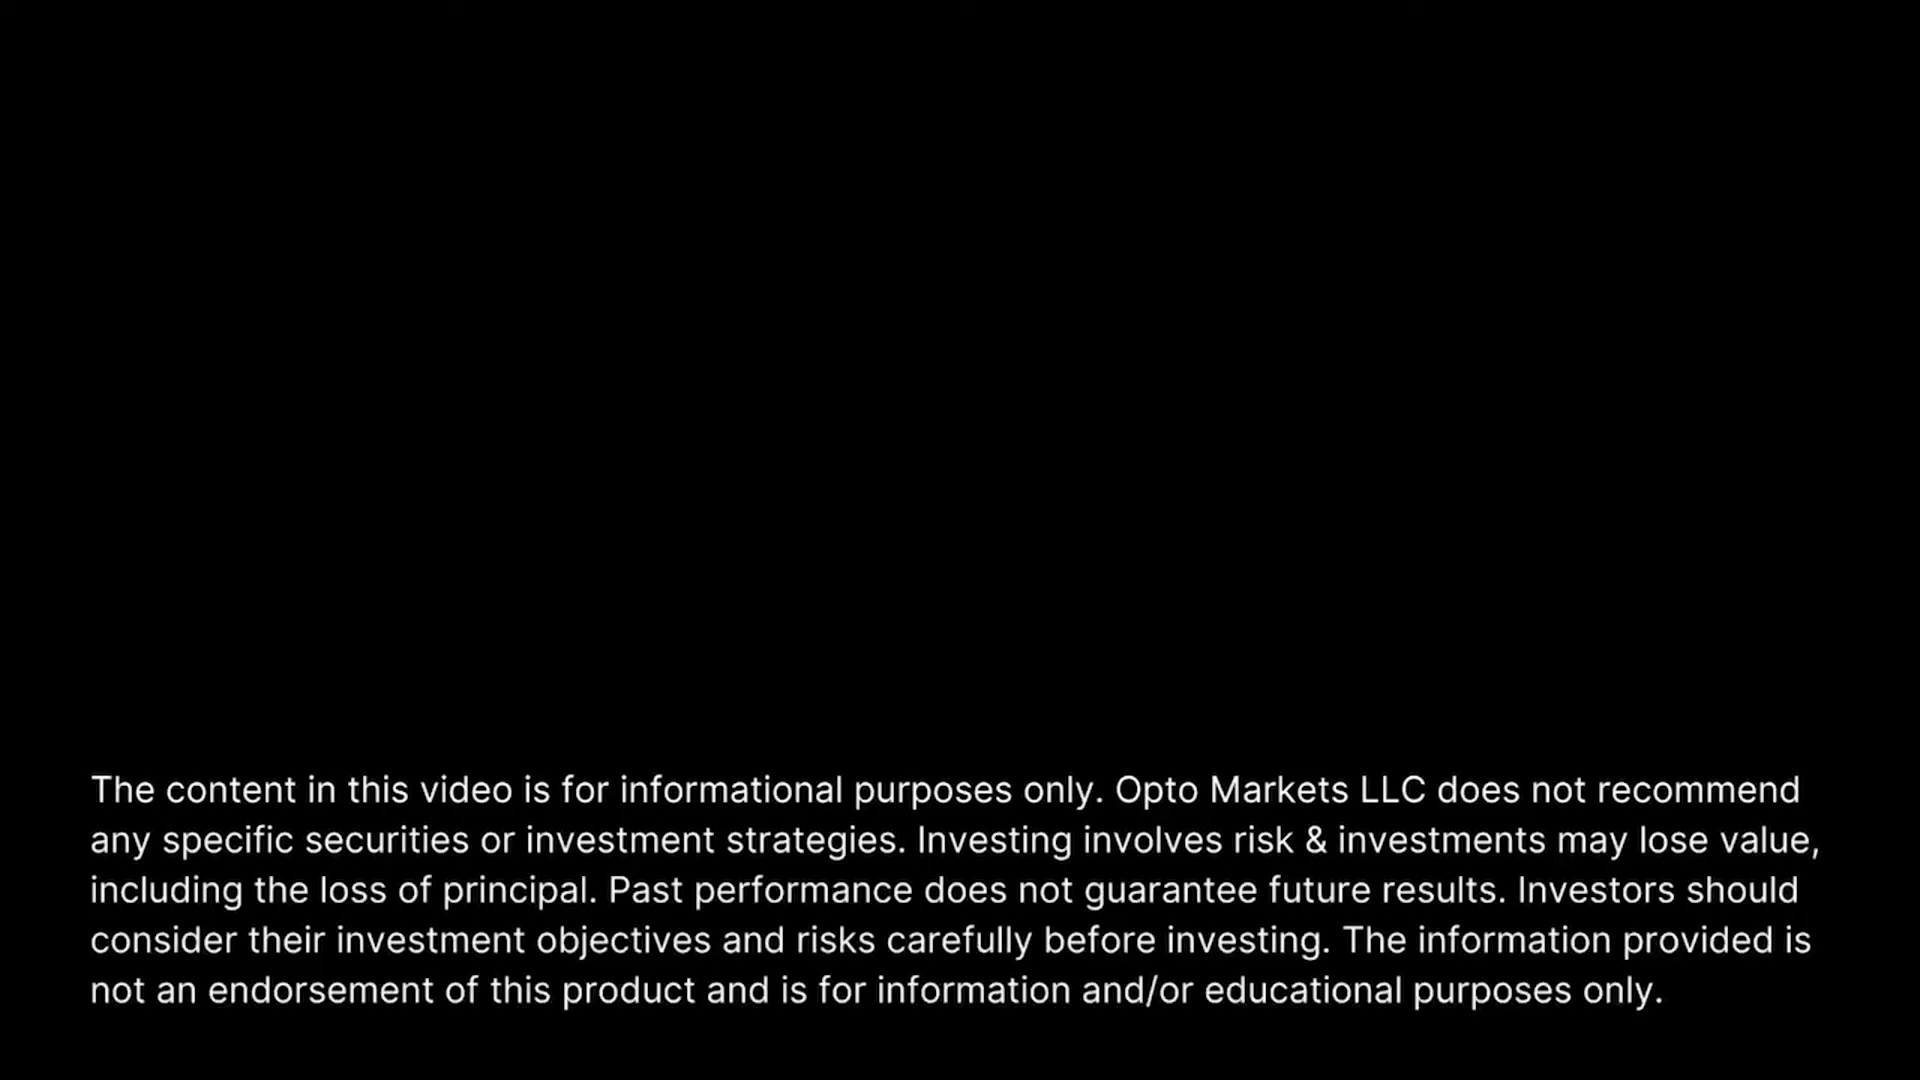 The content in this video is for informational purposes only. Opto Markets LLC does not recommend
any specific securities or investment strategies. Investing involves risk & investments may lose value,
including the loss of principal. Past performance does not guarantee future results. Investors should
consider their investment objectives and risks carefully before investing. The information provided is
not an endorsement of this product and is for information and/or educational purposes only.